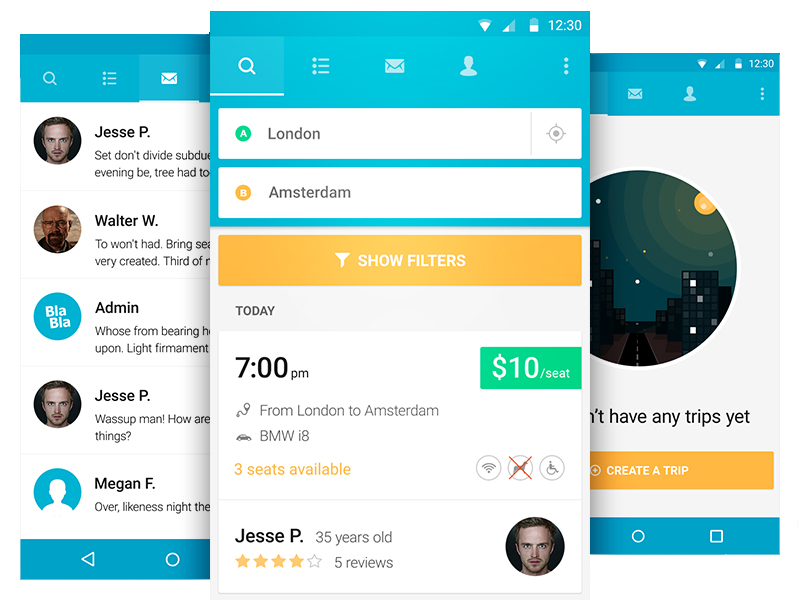 Jesse P.
Set don't divide subdue
evening be, tree had to
Walter W.
To won't had. Bring sea
very created. Third of
Bla
Bla
Admin
Whose from bearing he
upon. Light firmament
Jesse P.
Wassup man! How are
things?
Megan F.
Over, likeness night the
12:30
A
London
B
Amsterdam
SHOW FILTERS
TODAY
7:00 pm
$10/seat
From London to Amsterdam
BMW i8
3 seats available
Jesse P. 35 years old
5 reviews
12:30
't have any trips yet
CREATE A TRIP